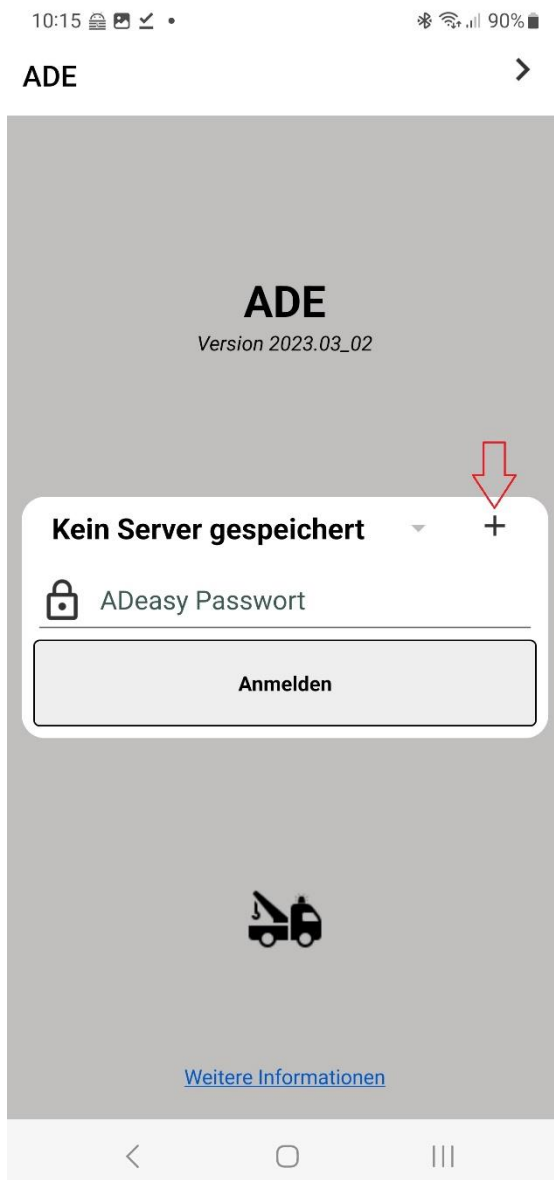 10:15 90%
ADE
ADE
Version 2023.03_02
Kein Server gespeichert
ADeasy Passwort
Anmelden
Weitere Informationen